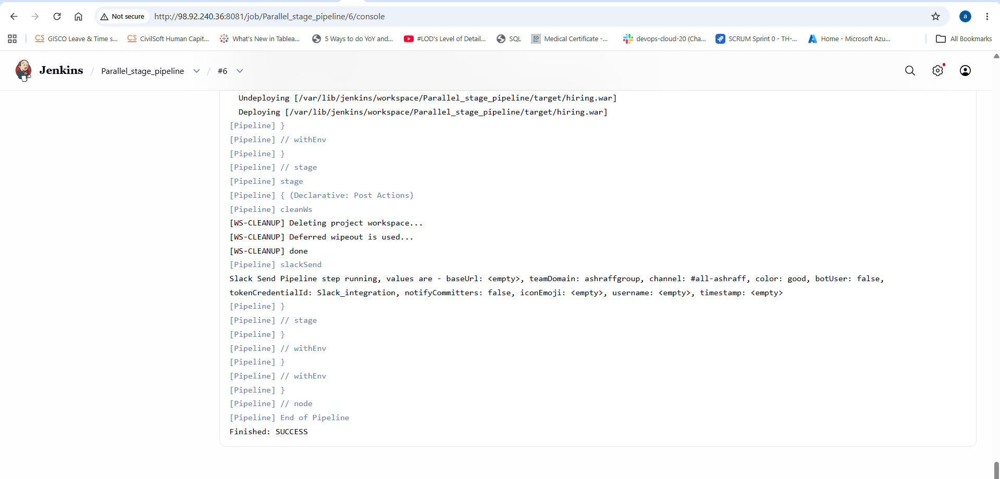 Not secure http://98.92.240.36:8081/job/Parallel_stage_pipeline/6/console a
CS GISCO Leave & Time s... CS CivilSoft Human Capit... What's New in Tablea... 5 Ways to do YoY and... #LOD's Level of Detail... SQL Medical Certificate -... devops-cloud-20 (Cha... SCRUM Sprint 0 - TH-... Home - Microsoft Azu... All Bookmarks
Jenkins / Parallel_stage_pipeline / #6
Undeploying [/var/lib/jenkins/workspace/Parallel_stage_pipeline/target/hiring.war]
Deploying [/var/lib/jenkins/workspace/Parallel_stage_pipeline/target/hiring.war]
[Pipeline] }
[Pipeline] // withEnv
[Pipeline] }
[Pipeline] // stage
[Pipeline] stage
[Pipeline] { (Declarative: Post Actions)
[Pipeline] cleanWs
[WS-CLEANUP] Deleting project workspace...
[WS-CLEANUP] Deferred wipeout is used...
[WS-CLEANUP] done
[Pipeline] slackSend
Slack Send Pipeline step running, values are - baseUrl: <empty>, teamDomain: ashraffgroup, channel: #all-ashraff, color: good, botUser: false,
tokenCredentialId: Slack_integration, notifyCommitters: false, iconEmoji: <empty>, username: <empty>, timestamp: <empty>
[Pipeline] }
[Pipeline] // stage
[Pipeline] }
[Pipeline] // withEnv
[Pipeline] }
[Pipeline] // withEnv
[Pipeline] }
[Pipeline] // node
[Pipeline] End of Pipeline
Finished: SUCCESS